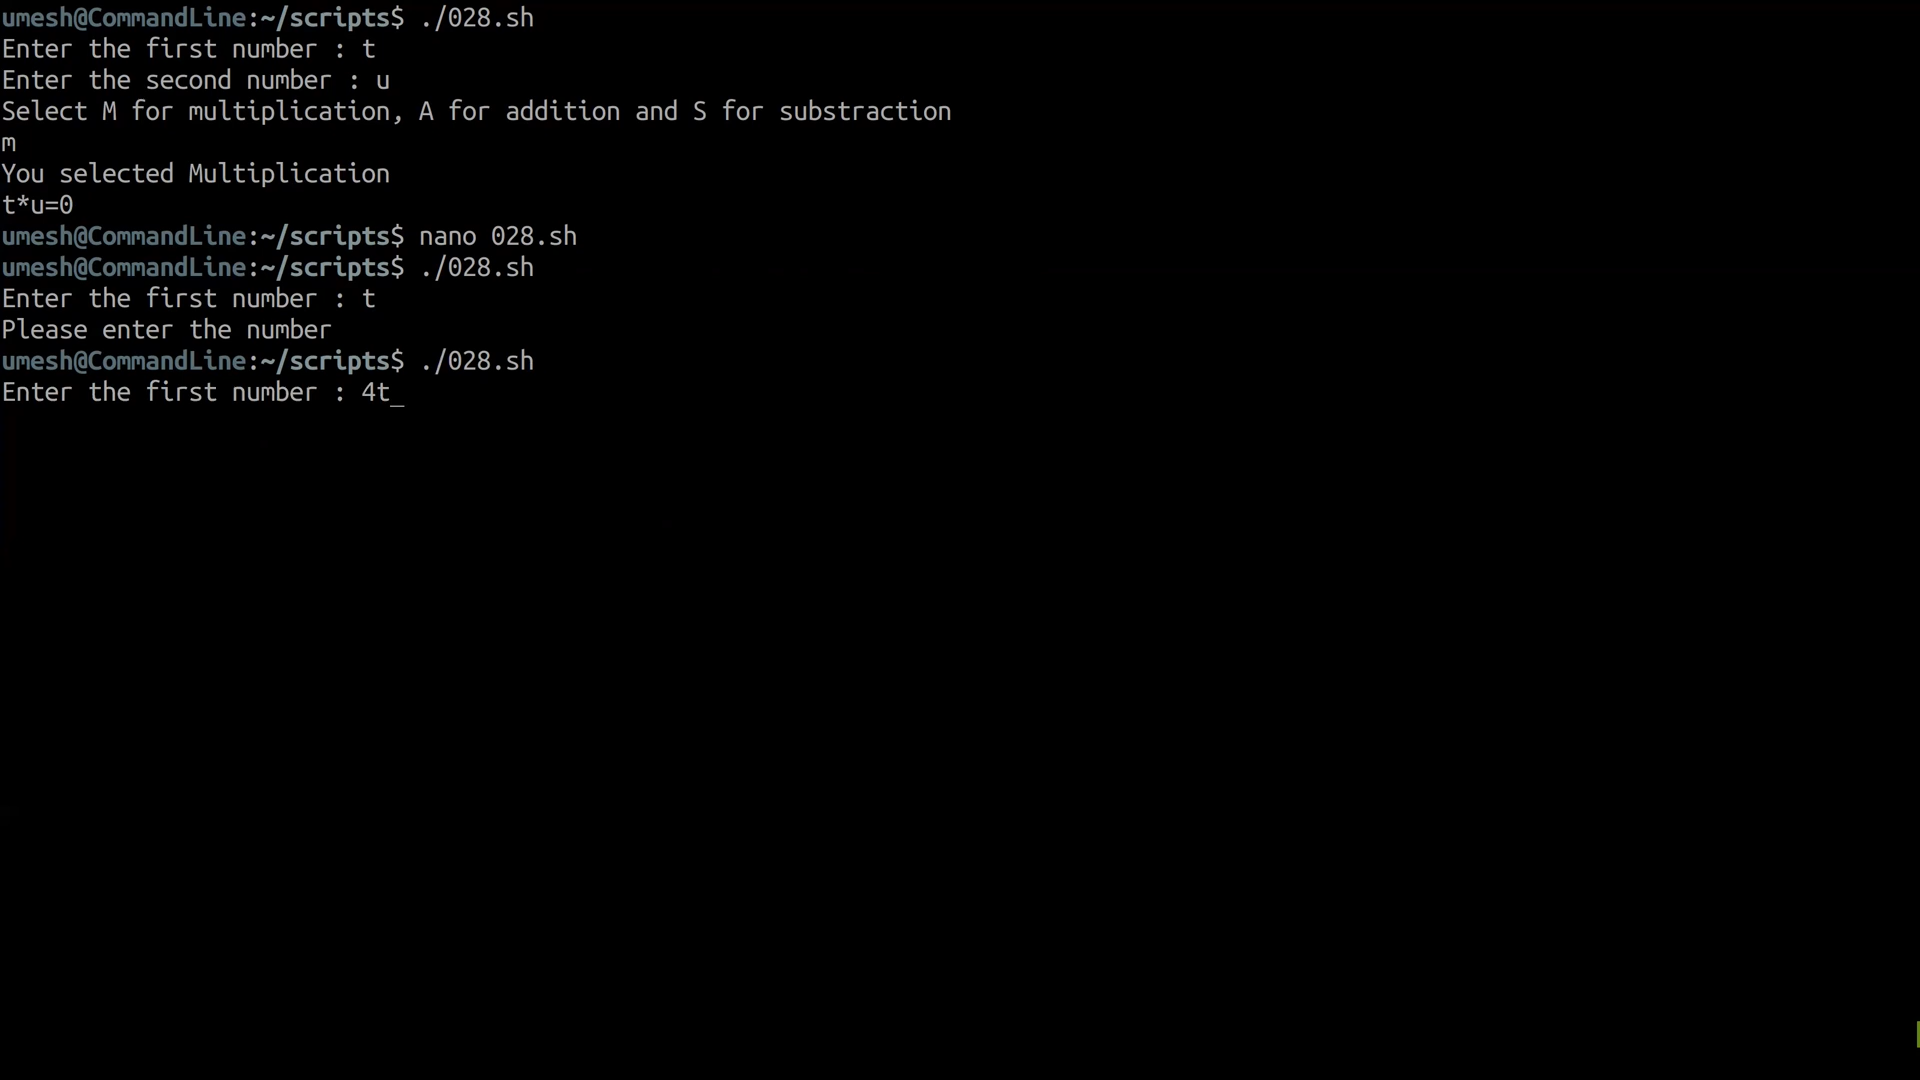 umesh@CommandLine:~/scripts$ ./028.sh
Enter the first number : t
Enter the second number : u
Select M for multiplication, A for addition and S for substraction
m
You selected Multiplication
t*u=0
umesh@CommandLine:~/scripts$ nano 028.sh
umesh@CommandLine:~/scripts$ ./028.sh
Enter the first number : t
Please enter the number
umesh@CommandLine:~/scripts$ ./028.sh
Enter the first number : 4t_